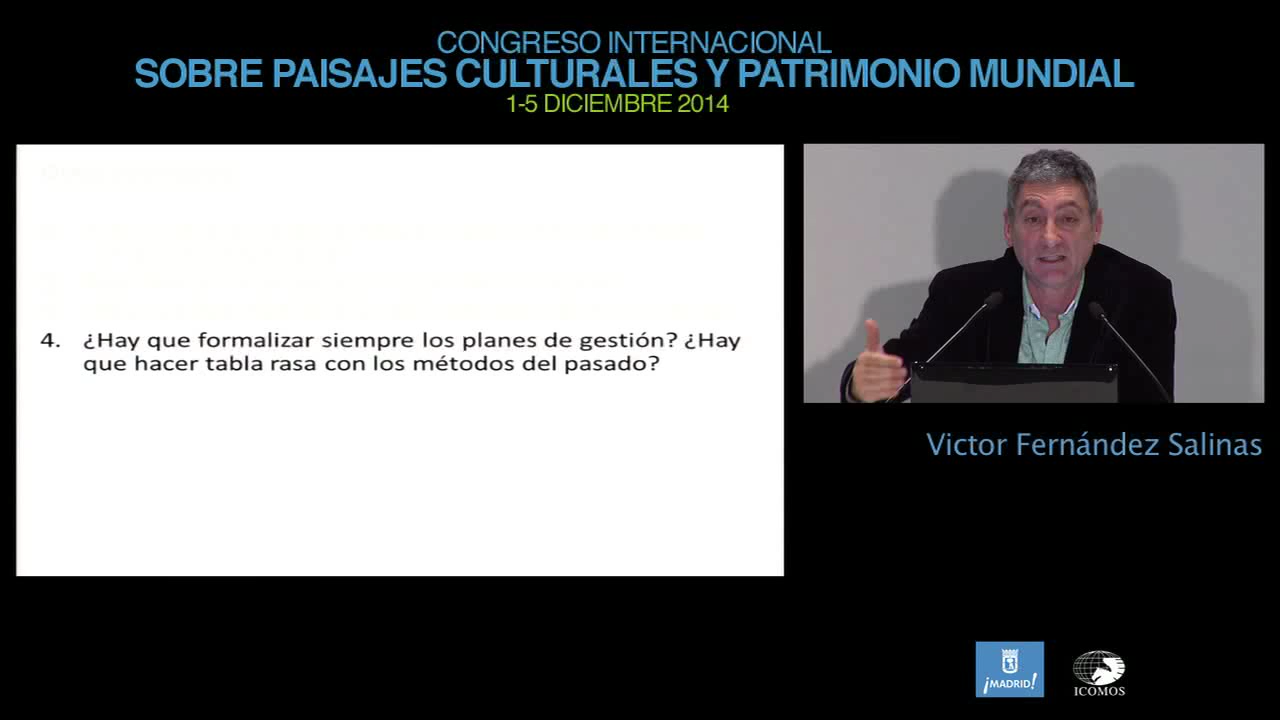 CONGRESO INTERNACIONAL
SOBRE PAISAJES CULTURALES Y PATRIMONIO MUNDIAL
1-5 DICIEMBRE 2014
4. ¿Hay que formalizar siempre los planes de gestión? ¿Hay
que hacer tabla rasa con los métodos del pasado?
Victor Fernández Salinas
¡MADRID!
ICOMOS